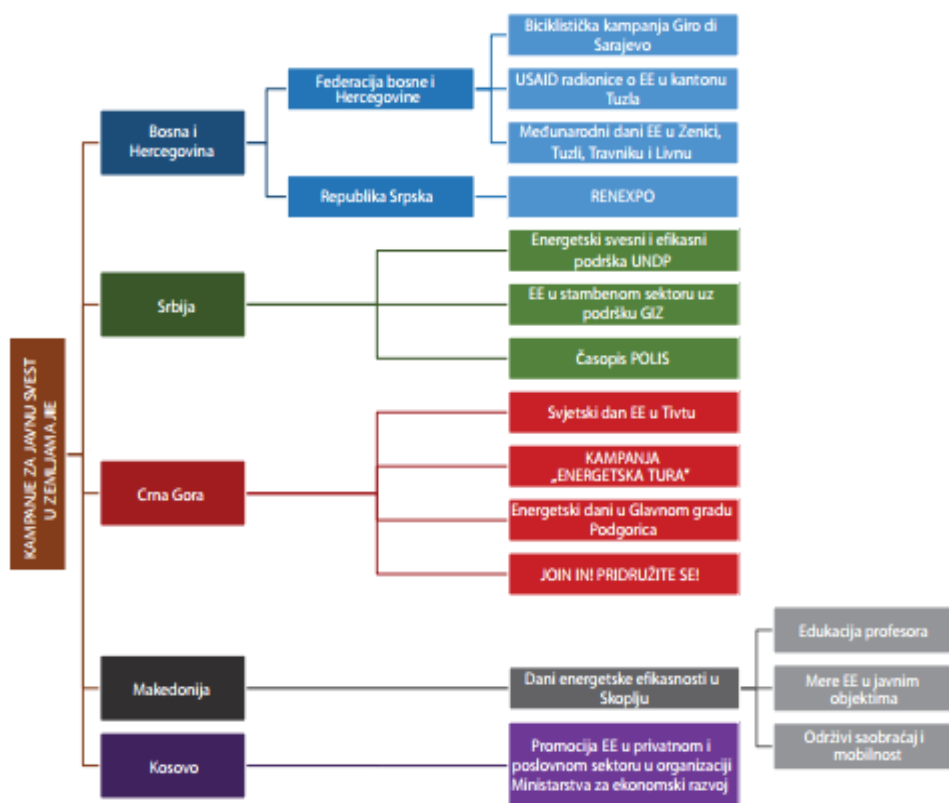 KAMPANJE ZA JAVNU SVEST
U ZEMLJAMA JIE
Bosna i
Hercegovina
Federacija bosne i
Hercegovine
Biciklistička kampanja Giro di
Sarajevo
USAID radionice o EE u kantonu
Tuzla
Međunarodni dani EE u Zenici,
Tuzli, Travniku i Livnu
Republika Srpska
RENEXPO
Srbija
Energetski svesni i efikasni
podrška UNDP
EE u stambenom sektoru uz
podršku GIZ
Časopis POLIS
Crna Gora
Svjetski dan EE u Tivtu
KAMPANJA
„ENERGETSKA TURA”
Energetski dani u Glavnom gradu
Podgorica
JOIN IN! PRIDRUŽITE SE!
Makedonija
Dani energetske efikasnosti u
Skoplju
Edukacija profesora
Mere EE u javnim
objektima
Održivi saobraćaj i
mobilnost
Kosovo
Promocija EE u privatnom i
poslovnom sektoru u organizaciji
Ministarstva za ekonomski razvoj